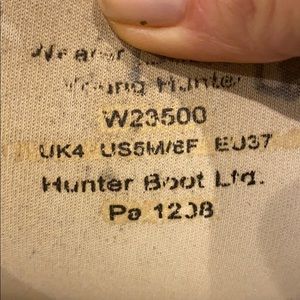 Young Hunter
W23500
UK4 US5M/6F EU37
Hunter Boot Ltd.
Pa 1208